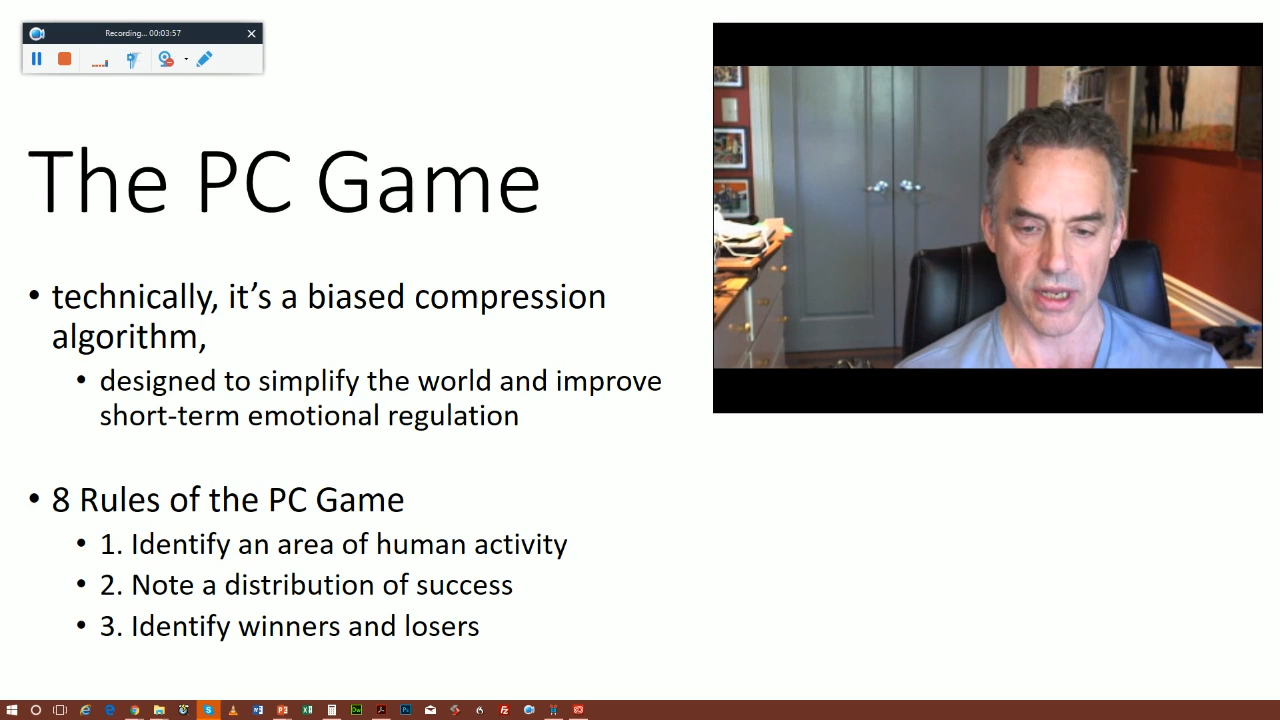 Recording... 00:03:57
The PC Game
• technically, it’s a biased compression
algorithm,
• designed to simplify the world and improve
short-term emotional regulation
• 8 Rules of the PC Game
• 1. Identify an area of human activity
• 2. Note a distribution of success
• 3. Identify winners and losers